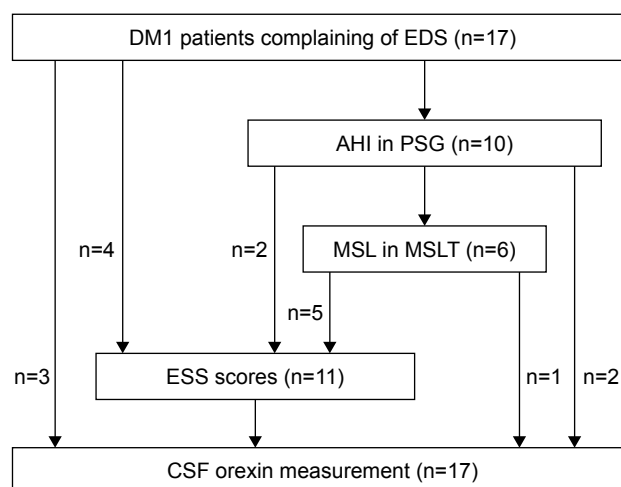 DM1 patients complaining of EDS (n=17)
AHI in PSG (n=10)
n=4
n=2
MSL in MSLT (n=6)
n=5
n=3
ESS scores (n=11)
n=1
n=2
CSF orexin measurement (n=17)